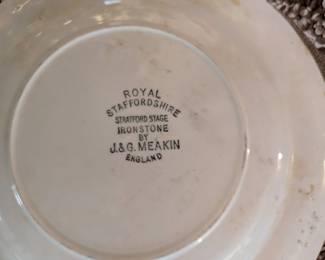 ROYAL
STAFFORDSHIRE
STRATFORD STAGE
IRONSTONE
BY
J.&G. MEAKIN
ENGLAND